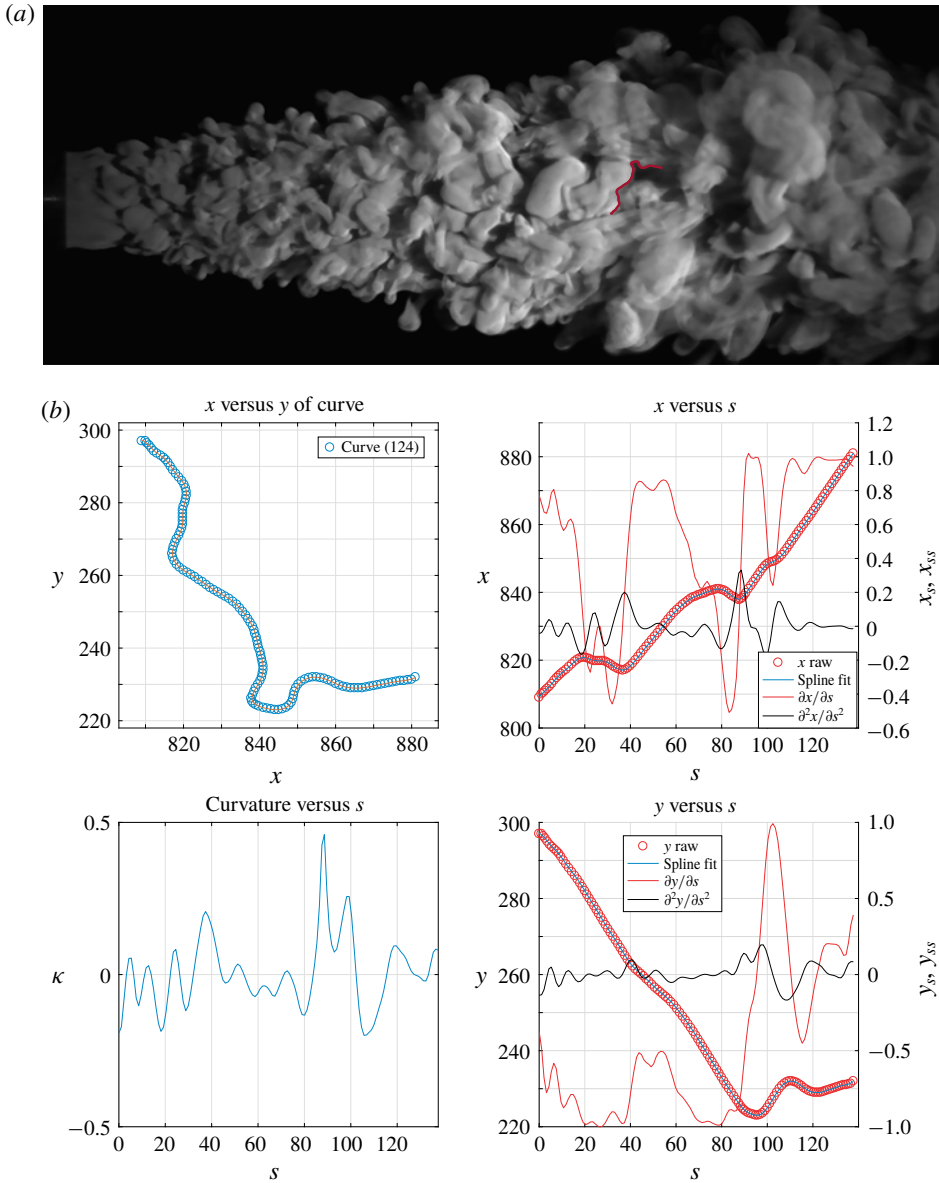 (a)
(b)
x versus y of curve
300
280
260
240
220
y
820
840
860
880
x
Curve (124)
x versus s
880
860
840
820
800
x
0
20
40
60
80
100
120
s
1.2
1.0
0.8
0.6
0.4
0.2
0
−0.2
−0.4
−0.6
x_s, x_ss
x raw
Spline fit
∂x/∂s
∂²x/∂s²
Curvature versus s
0.5
0
−0.5
κ
0
20
40
60
80
100
120
s
y versus s
300
280
260
240
220
y
0
20
40
60
80
100
120
s
1.0
0.5
0
−0.5
−1.0
y_s, y_ss
y raw
Spline fit
∂y/∂s
∂²y/∂s²